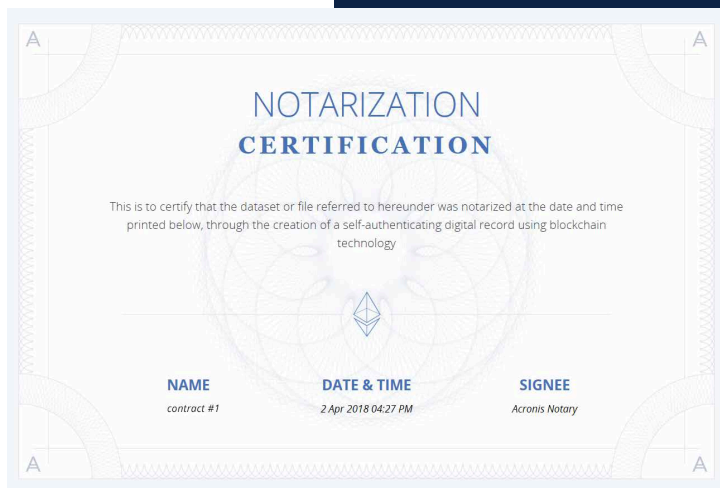 NOTARIZATION
CERTIFICATION
This is to certify that the dataset or file referred to hereunder was notarized at the date and time
printed below, through the creation of a self-authenticating digital record using blockchain
technology
NAME DATE & TIME SIGNEE
contract #1 2 Apr 2018 04:27 PM Acronis Notary